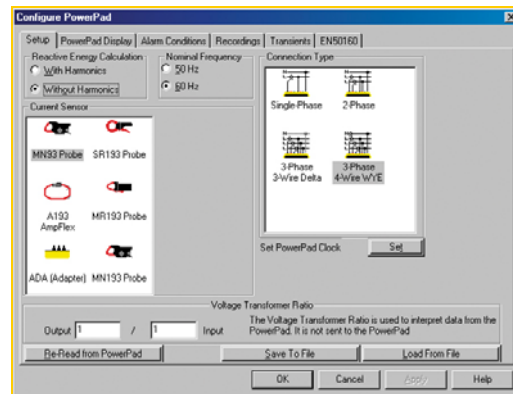 Configure PowerPad
Setup PowerPad Display Alarm Conditions Recordings Transients EN50160
Reactive Energy Calculation
With Harmonics
Without Harmonics
Nominal Frequency
50 Hz
60 Hz
Connection Type
Single-Phase
2-Phase
3-Phase
3-Wire Delta
3-Phase
4-Wire WYE
Current Sensor
MN93 Probe
SR193 Probe
A193
AmpFlex
MR193 Probe
ADA (Adapter)
MN193 Probe
Set PowerPad Clock
Set
Voltage Transformer Ratio
Output 1 / 1 Input
The Voltage Transformer Ratio is used to interpret data from the
PowerPad. It is not sent to the PowerPad
Re-Read from PowerPad
Save To File
Load From File
OK
Cancel
Apply
Help